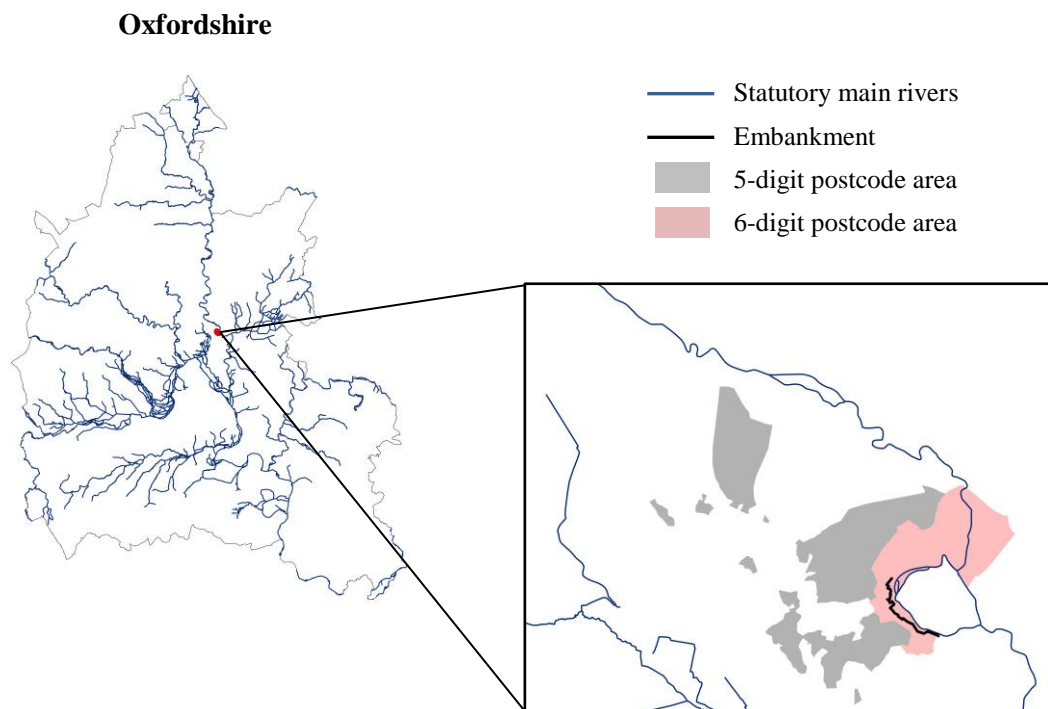 Oxfordshire
Statutory main rivers
Embankment
5-digit postcode area
6-digit postcode area